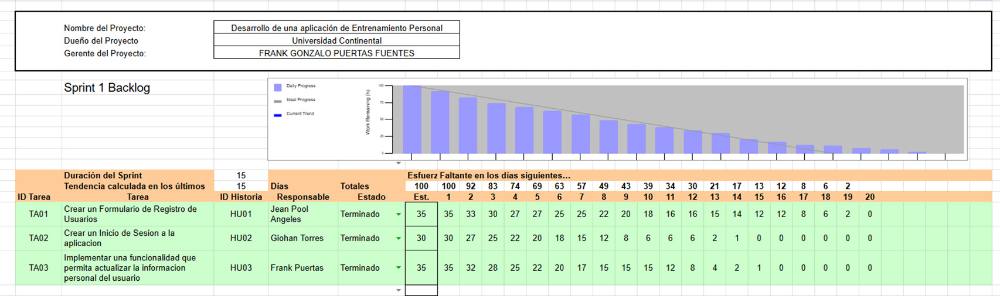 Nombre del Proyecto: Desarrollo de una aplicación de Entrenamiento Personal
Dueño del Proyecto Universidad Continental
Gerente del Proyecto: FRANK GONZALO PUERTAS FUENTES
Sprint 1 Backlog
Daily Progress
Ideal Progress
Current Trend
Work Remaining (h)
100
75
50
25
0
Duración del Sprint 15 Esfuerz Faltante en los días siguientes...
Tendencia calculada en los últimos 15 Días Totales 100 100 92 83 74 69 63 57 49 43 39 34 30 21 17 13 12 8 6 2
ID Tarea Tarea ID Historia Responsable Estado Est. 1 2 3 4 5 6 7 8 9 10 11 12 13 14 15 16 17 18 19 20
TA01 Crear un Formulario de Registro de Usuarios HU01 Jean Pool Angeles Terminado 35 35 33 30 27 27 25 25 22 20 18 16 16 15 14 12 12 8 6 2 0
TA02 Crear un Inicio de Sesion a la aplicacion HU02 Giohan Torres Terminado 30 30 27 25 22 20 18 15 12 8 6 6 6 2 1 0 0 0 0 0 0
TA03 Implementar una funcionalidad que permita actualizar la informacion personal del usuario HU03 Frank Puertas Terminado 35 35 32 28 25 22 20 17 15 15 15 12 8 4 2 1 0 0 0 0 0